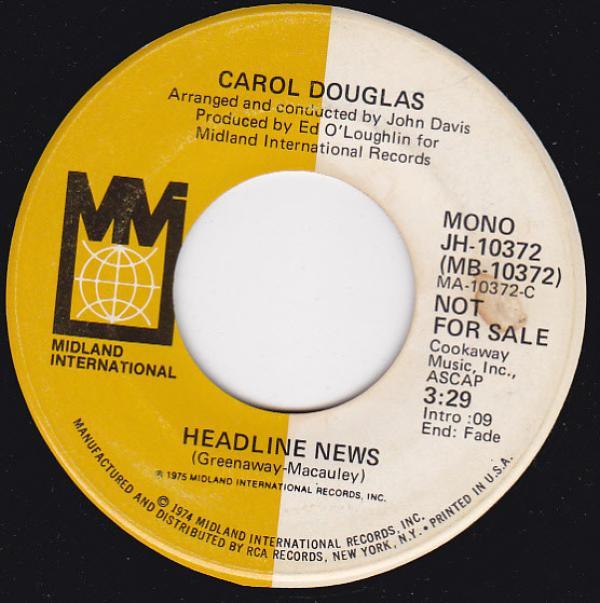 CAROL DOUGLAS
Arranged and conducted by John Davis
Produced by Ed O'Loughlin for
Midland International Records
MIDLAND
INTERNATIONAL
MONO
JH-10372
(MB-10372)
MA-10372-C
NOT
FOR SALE
Cookaway
Music, Inc.,
ASCAP
3:29
Intro :09
End: Fade
HEADLINE NEWS
(Greenaway-Macauley)
℗ 1975 MIDLAND INTERNATIONAL RECORDS, INC.
© 1974 MIDLAND INTERNATIONAL RECORDS, INC.
MANUFACTURED AND DISTRIBUTED BY RCA RECORDS, NEW YORK, N.Y. • PRINTED IN U.S.A.